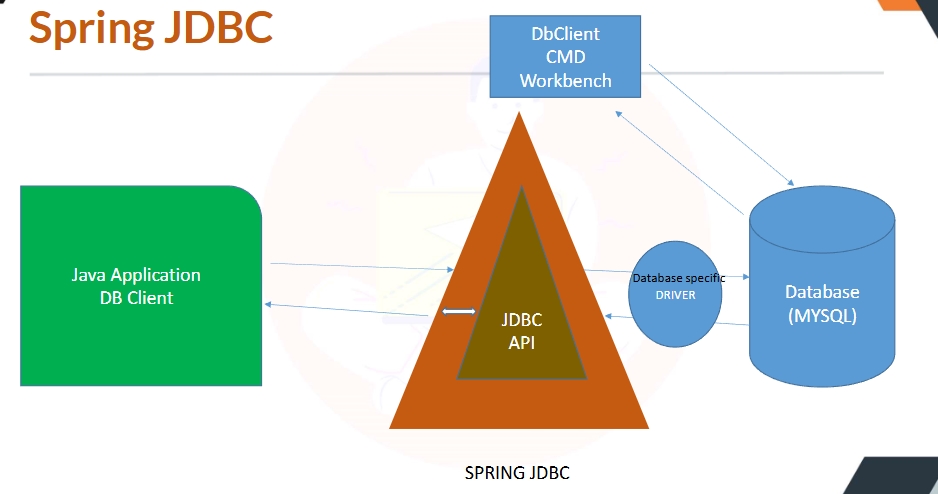 Spring JDBC
DbClient
CMD
Workbench
Java Application
DB Client
JDBC
API
Database specific
DRIVER
Database
(MYSQL)
SPRING JDBC